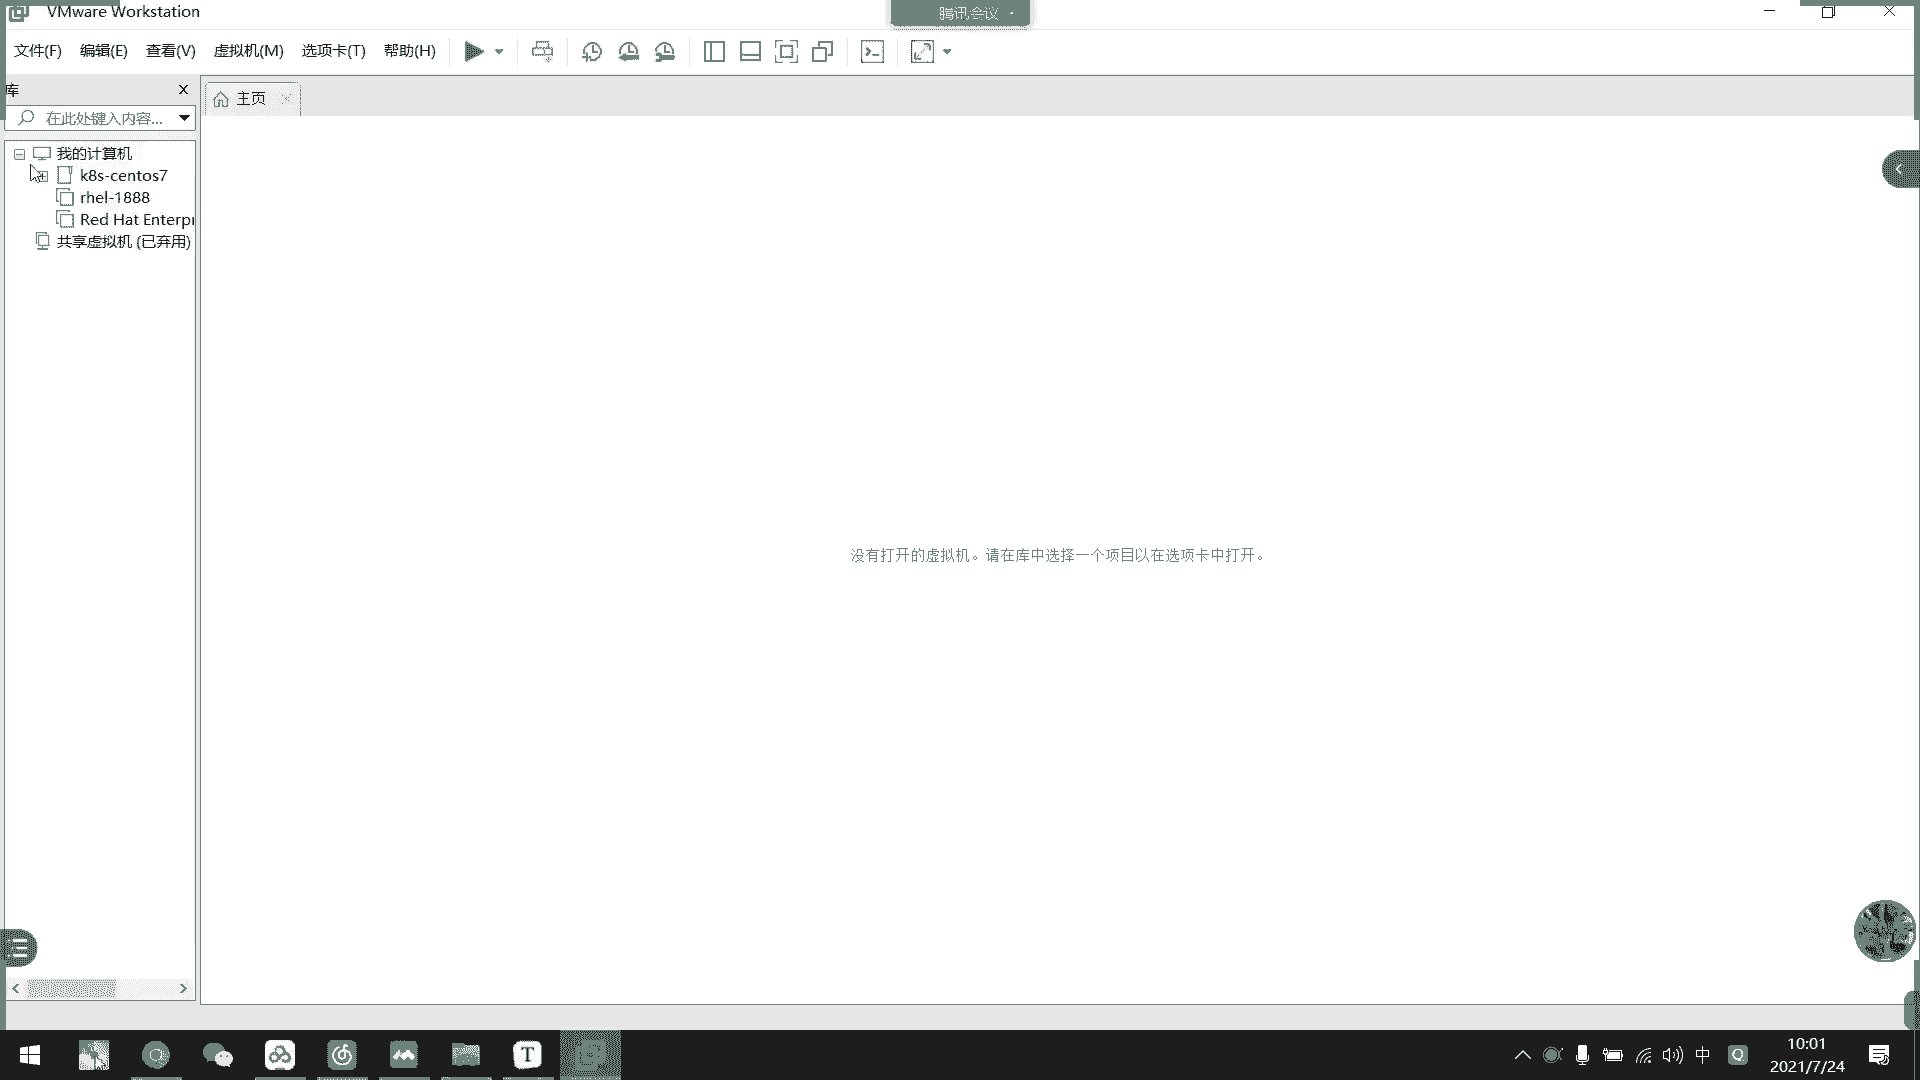 VMware Workstation
腾讯会议
文件(F) 编辑(E) 查看(V) 虚拟机(M) 选项卡(T) 帮助(H)
库
主页
在此处键入内容...
我的计算机
k8s-centos7
rhel-1888
Red Hat Enterpr
共享虚拟机 (已弃用)
没有打开的虚拟机。请在库中选择一个项目以在选项卡中打开。
T
中
10:01
2021/7/24